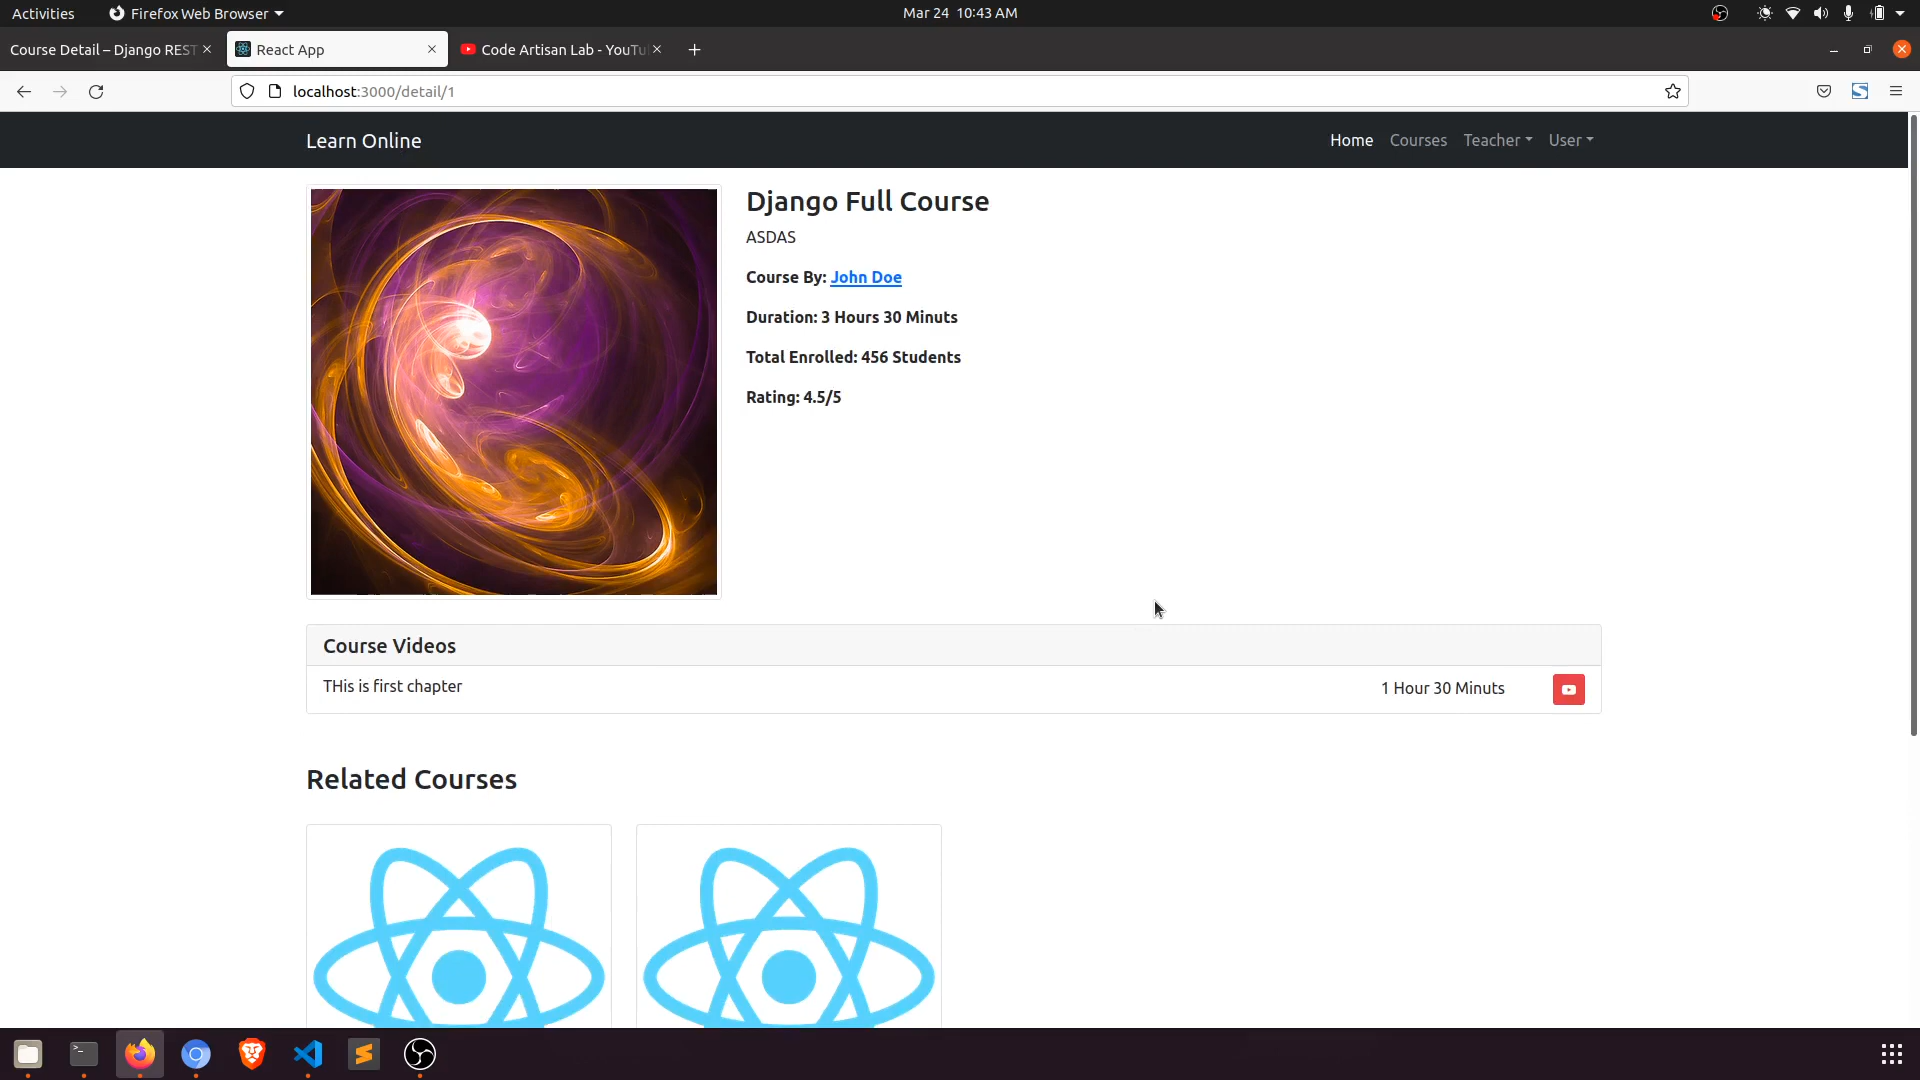 Activities
Firefox Web Browser
Mar 24 10:43 AM
Course Detail – Django REST
React App
Code Artisan Lab - YouTu
localhost:3000/detail/1
Learn Online
Home
Courses
Teacher
User
Django Full Course
ASDAS
Course By: John Doe
Duration: 3 Hours 30 Minuts
Total Enrolled: 456 Students
Rating: 4.5/5
Course Videos
THis is first chapter
1 Hour 30 Minuts
Related Courses